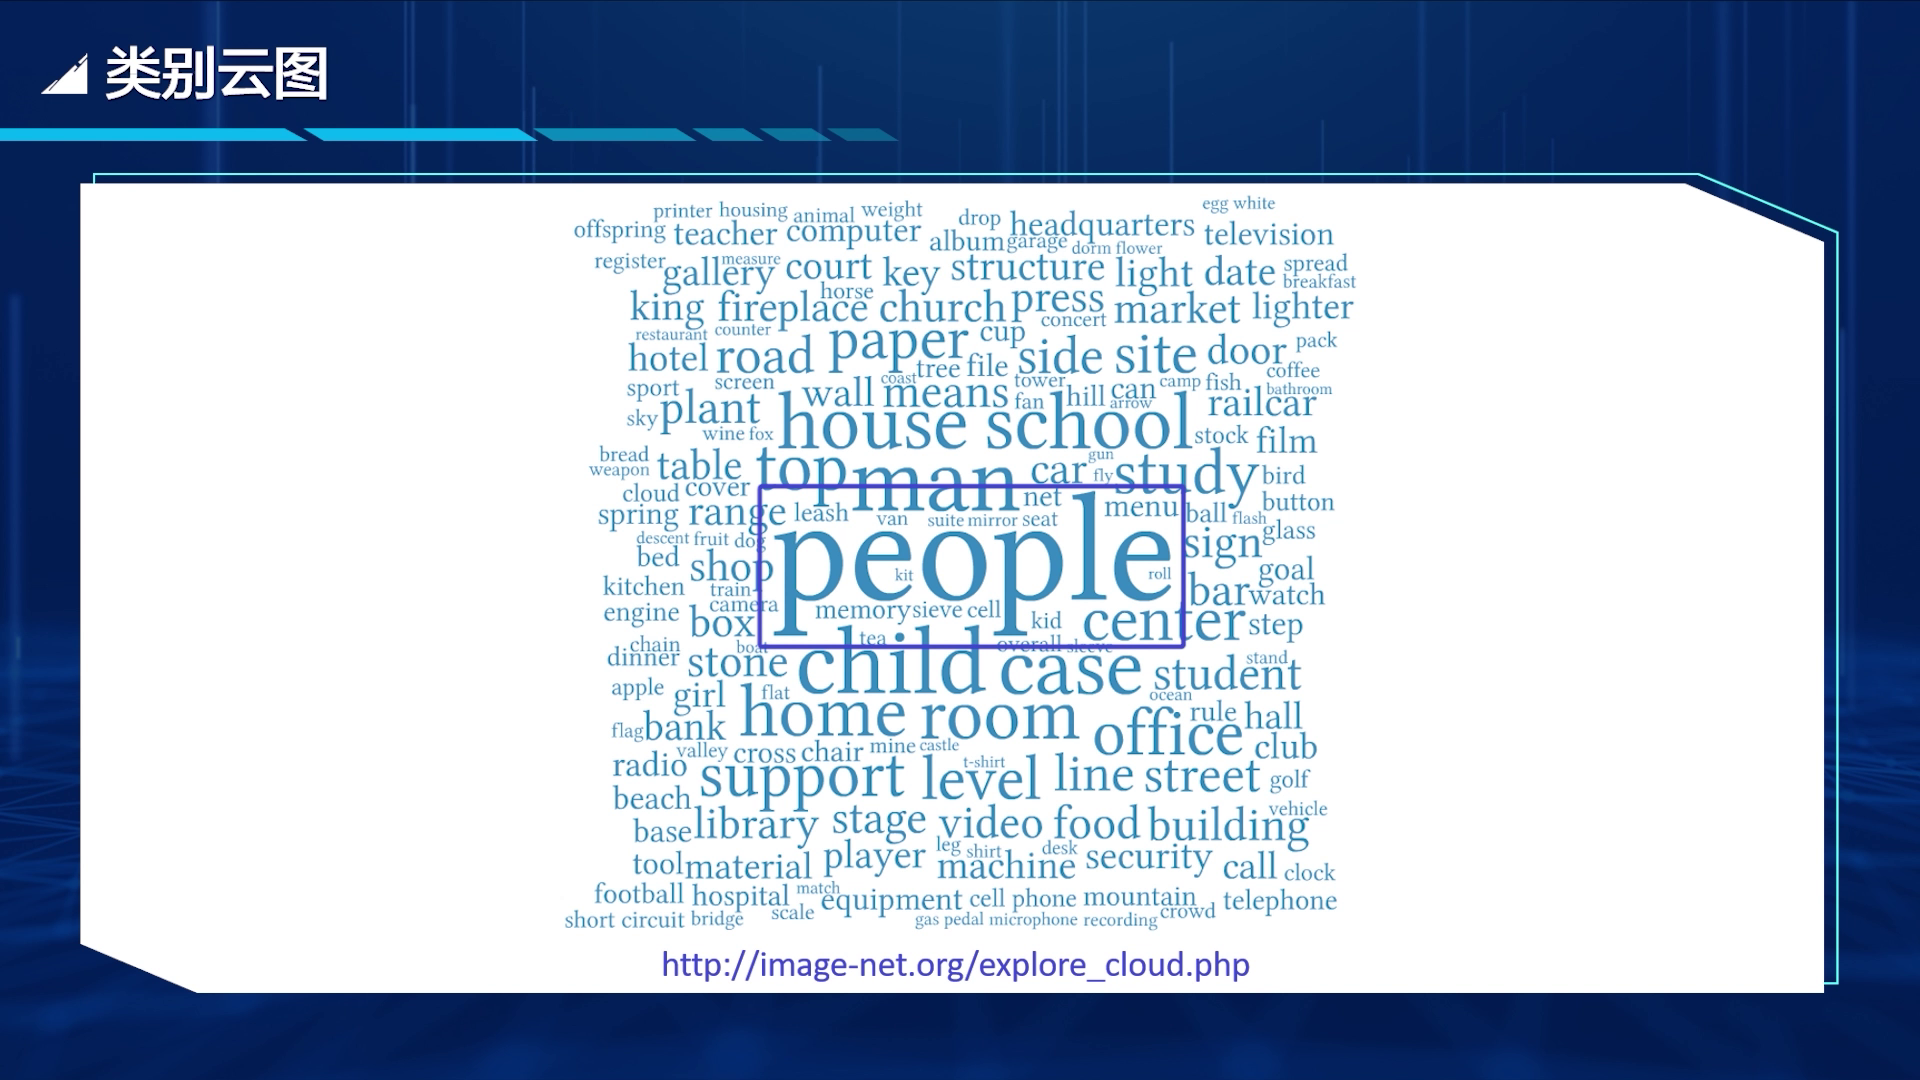 类别云图
egg white
printer housing animal weight
offspring teacher computer drop headquarters television
album garage dorm flower
register gallery measure court key structure light date spread
breakfast
horse
king fireplace church press market lighter
restaurant counter paper cup concert
hotel road side site door pack
tree file coffee
sport screen wall means coast tower hill can camp fish bathroom
fan arrow
sky plant house school railcar
wine fox stock film
bread table top man car gun study bird
weapon fly
cloud cover net button
spring range leash van suite mirror seat menu ball flash glass
descent fruit dog people sign
bed shop kit roll goal
kitchen train bar watch
engine camera memory sieve cell
box kid center step
chain boat tea overall sleeve
dinner stone child case student stand
apple girl flat ocean
flag bank home room office rule hall
valley cross chair mine castle club
radio support level t-shirt line street golf
beach vehicle
base library stage video food building
leg shirt desk
tool material player machine security call clock
football hospital match equipment cell phone mountain telephone
short circuit bridge scale gas pedal microphone recording crowd
http://image-net.org/explore_cloud.php